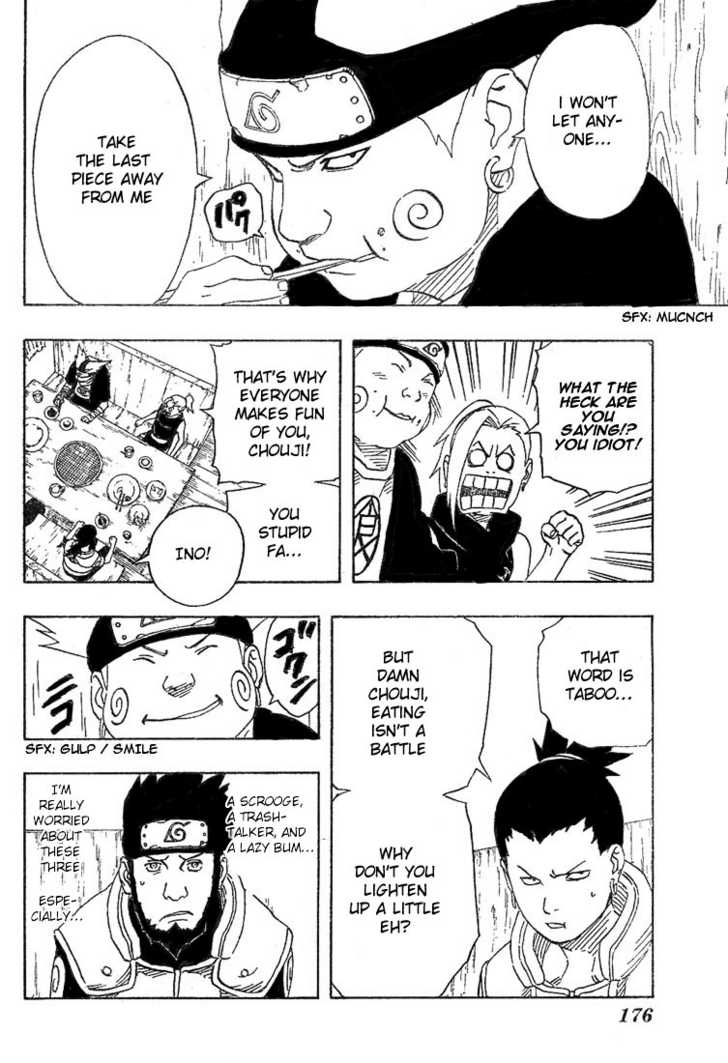 I WON'T
LET ANY-
ONE...
TAKE
THE LAST
PIECE AWAY
FROM ME
パク
SFX: MUCNCH
WHAT THE
HECK ARE
YOU
SAYING!?
YOU IDIOT!
THAT'S WHY
EVERYONE
MAKES FUN
OF YOU,
CHOUJI!
YOU
STUPID
FA...
INO!
THAT
WORD IS
TABOO...
BUT
DAMN
CHOUJI,
EATING
ISN'T A
BATTLE
WHY
DON'T YOU
LIGHTEN
UP A LITTLE
EH?
ゴクン
ニコ
SFX: GULP / SMILE
A SCROOGE,
A TRASH-
TALKER, AND
A LAZY BUM...
I'M
REALLY
WORRIED
ABOUT
THESE
THREE
ESPE-
CIALLY...
176